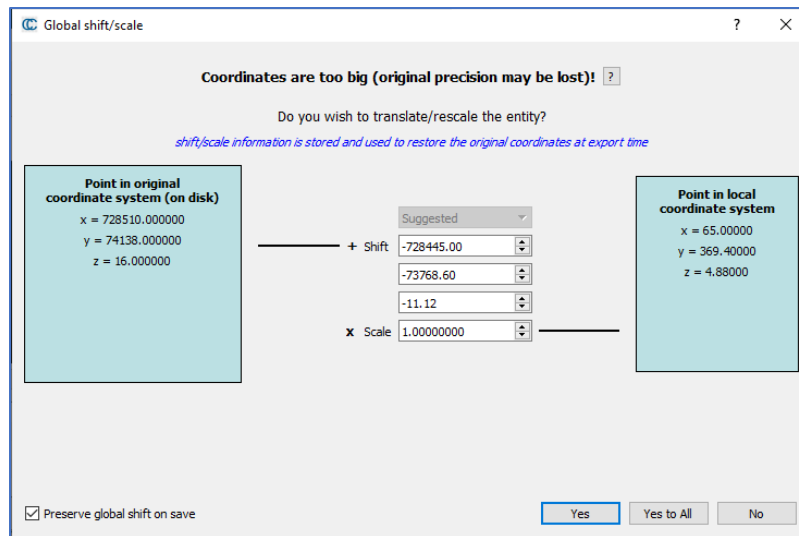 Global shift/scale
Coordinates are too big (original precision may be lost)! ?
Do you wish to translate/rescale the entity?
shift/scale information is stored and used to restore the original coordinates at export time
Point in original
coordinate system (on disk)
x = 728510.000000
y = 74138.000000
z = 16.000000
Suggested
+ Shift -728445.00
-73768.60
-11.12
x Scale 1.00000000
Point in local
coordinate system
x = 65.00000
y = 369.40000
z = 4.88000
Preserve global shift on save
Yes
Yes to All
No